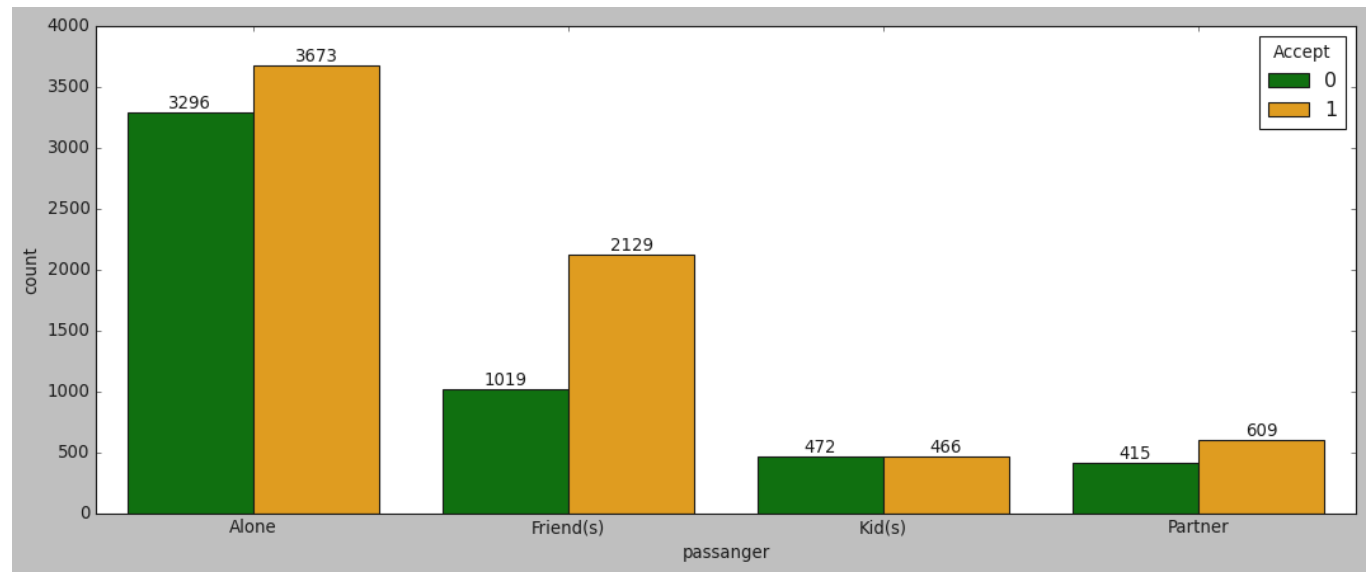 4000
3500
3000
2500
2000
1500
1000
500
0
count
3296
3673
1019
2129
472
466
415
609
Accept
0
1
Alone
Friend(s)
Kid(s)
Partner
passanger